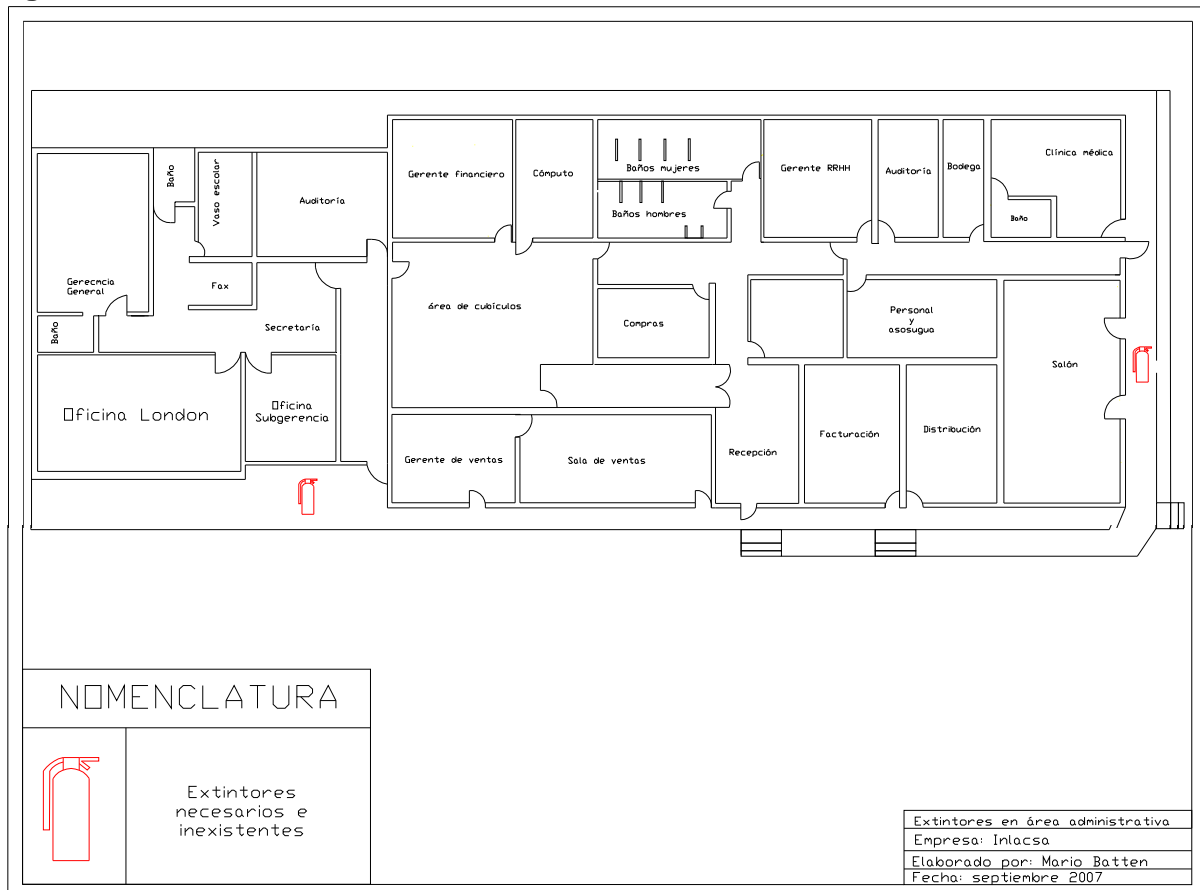 Baño
Vaso escolar
Auditoría
Gerente financiero
Cómputo
Baños mujeres
Baños hombres
Gerente RRHH
Auditoría
Bodega
Clínica médica
Baño
Gerecmcia
General
Fax
Secretaría
Baño
área de cubículos
Compras
Personal
y
asosugua
Salón
Oficina London
Oficina
Subgerencia
Gerente de ventas
Sala de ventas
Recepción
Facturación
Distribución
NOMENCLATURA
Extintores
necesarios e
inexistentes
Extintores en área administrativa
Empresa: Inlacsa
Elaborado por: Mario Batten
Fecha: septiembre 2007